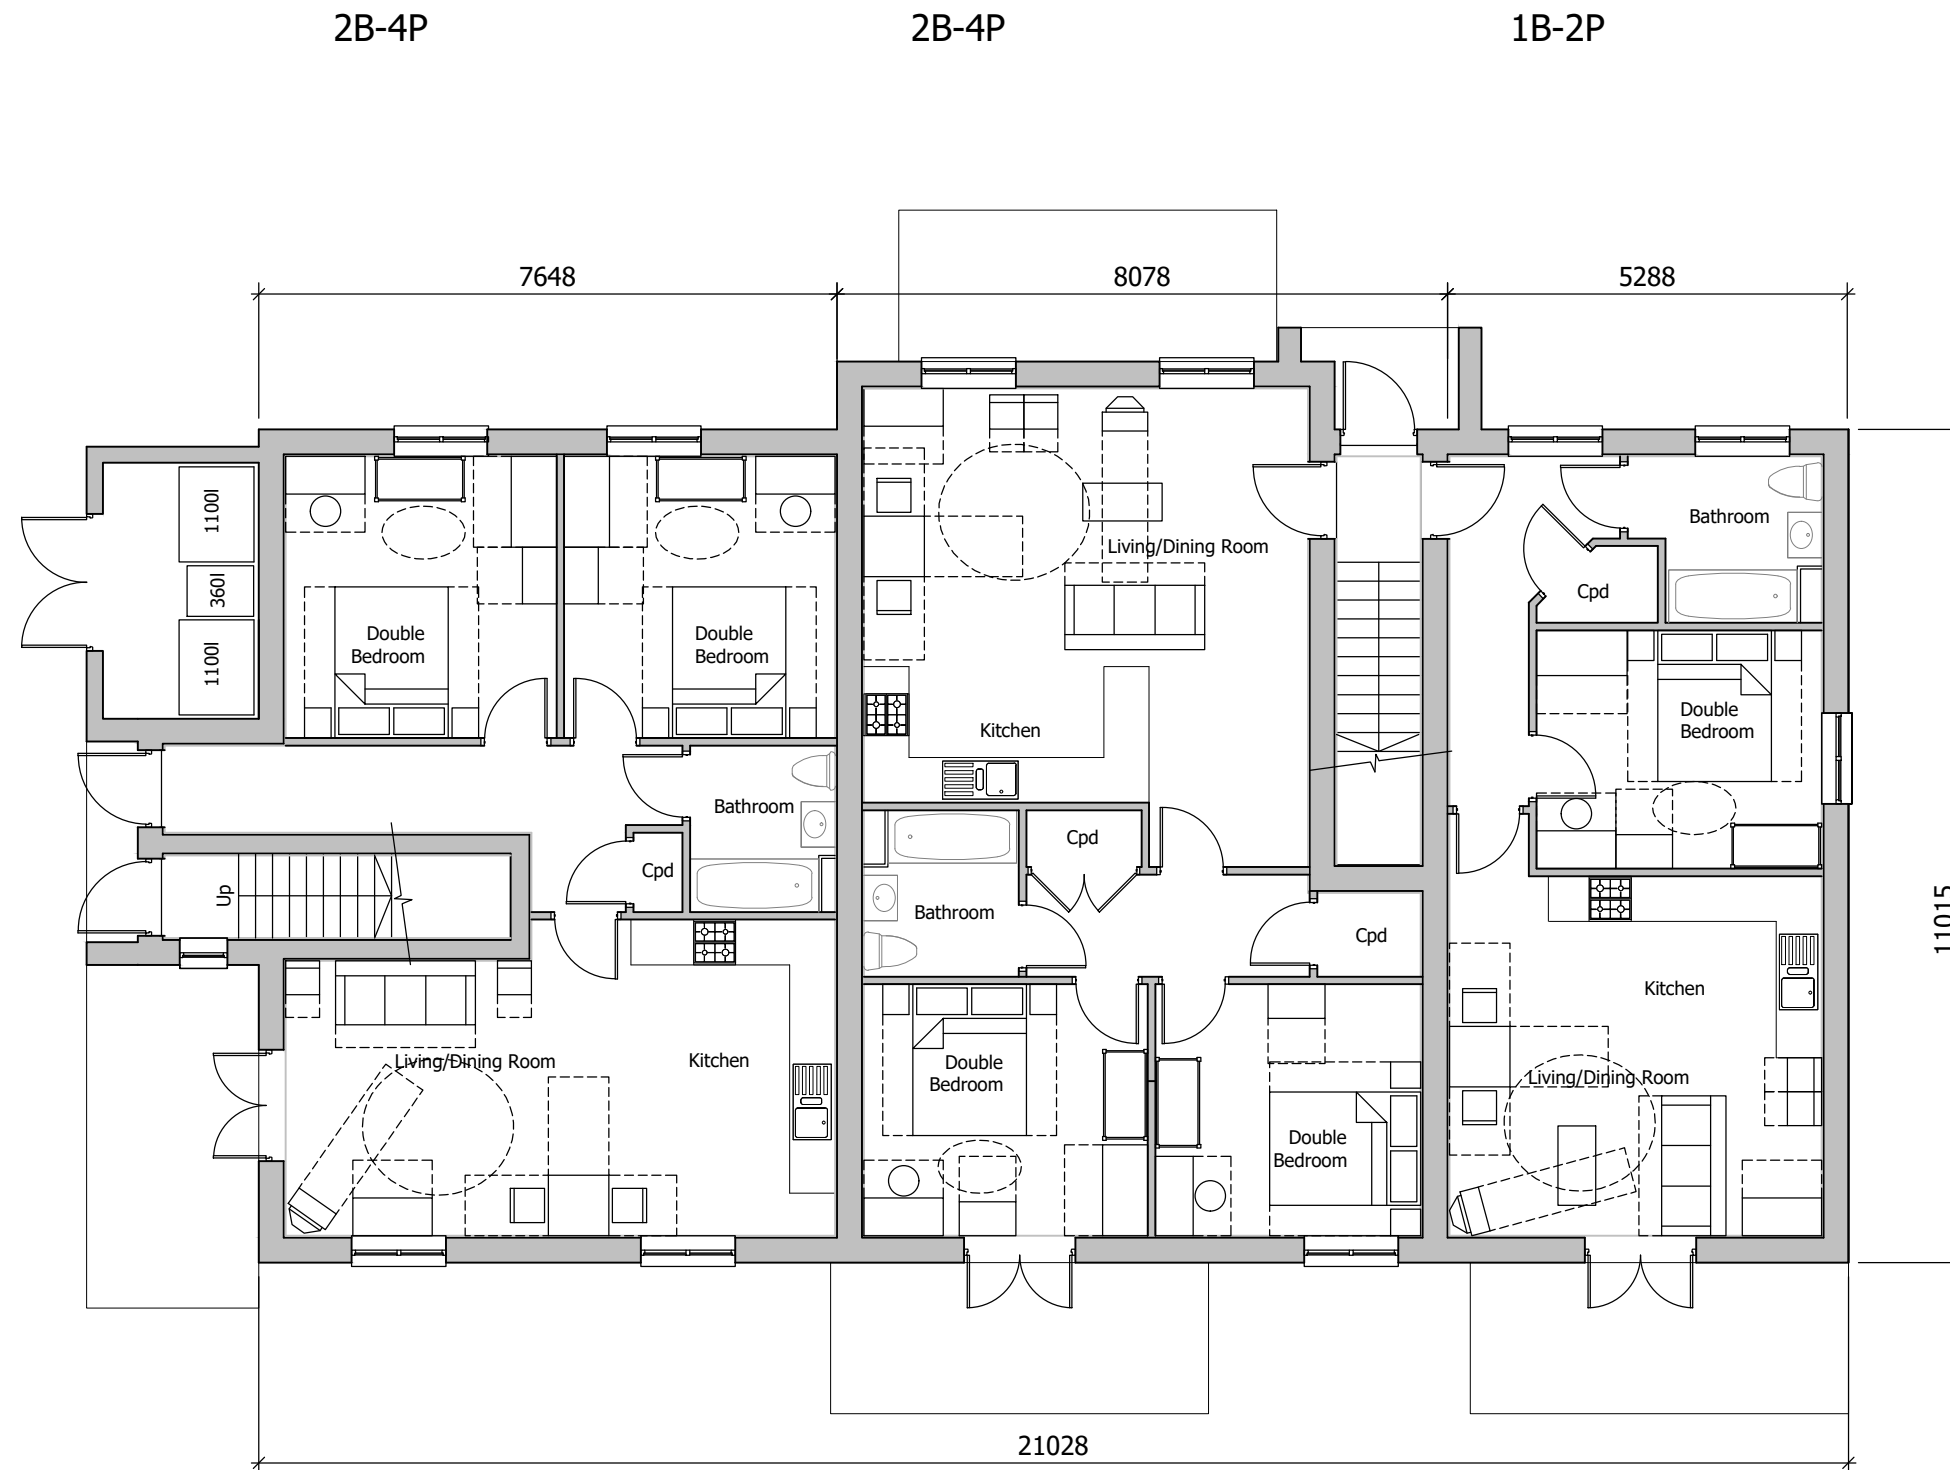 2B-4P
2B-4P
1B-2P
7648
8078
5288
1100l
360l
1100l
Double
Bedroom
Double
Bedroom
Living/Dining Room
Kitchen
Bathroom
Cpd
Double
Bedroom
Bathroom
Cpd
Up
Cpd
Bathroom
Cpd
Kitchen
Living/Dining Room
Living/Dining Room
Kitchen
Double
Bedroom
Double
Bedroom
11015
21028